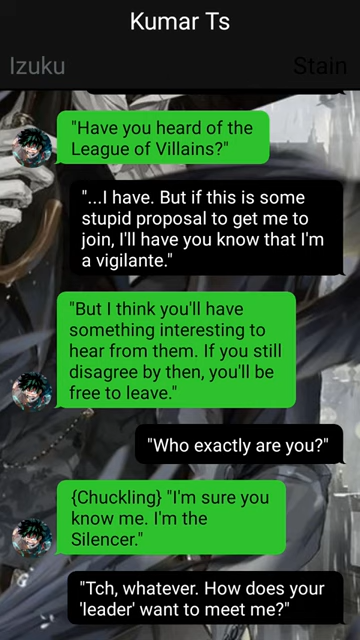 Kumar Ts
Izuku Stain
"Have you heard of the
League of Villains?"
"...I have. But if this is some
stupid proposal to get me to
join, I'll have you know that I'm
a vigilante."
"But I think you'll have
something interesting to
hear from them. If you still
disagree by then, you'll be
free to leave."
"Who exactly are you?"
{Chuckling} "I'm sure you
know me. I'm the
Silencer."
"Tch, whatever. How does your
'leader' want to meet me?"